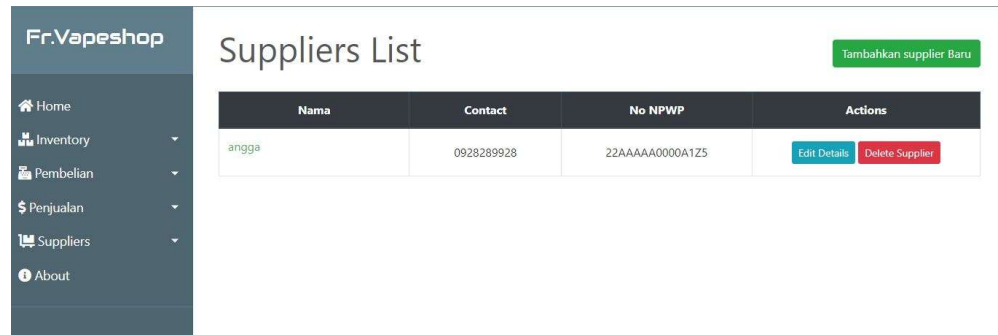 Fr.Vapeshop
Home
Inventory
Pembelian
Penjualan
Suppliers
About
Suppliers List
Tambahkan supplier Baru
Nama Contact No NPWP Actions
angga 0928289928 22AAAAA0000A1Z5 Edit Details Delete Supplier